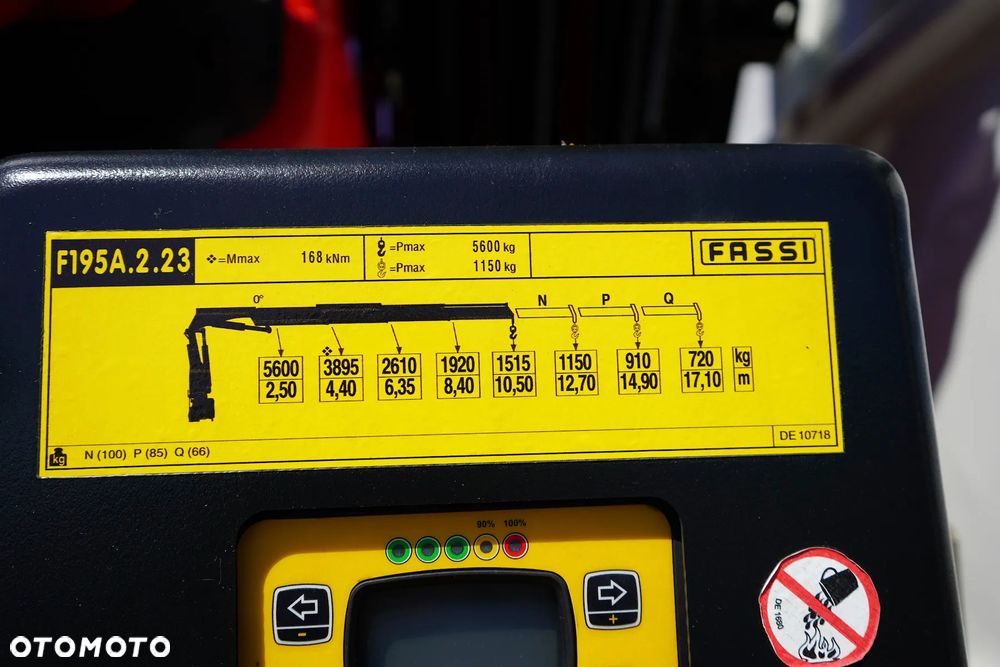 F195A.2.23
❖=Mmax 168 kNm
=Pmax 5600 kg
=Pmax 1150 kg
FASSI
0° N P Q
❖
5600 3895 2610 1920 1515 1150 910 720 kg
2,50 4,40 6,35 8,40 10,50 12,70 14,90 17,10 m
kg N (100) P (85) Q (66)
DE 10718
90% 100%
-
+
DE 1680
OTOMOTO